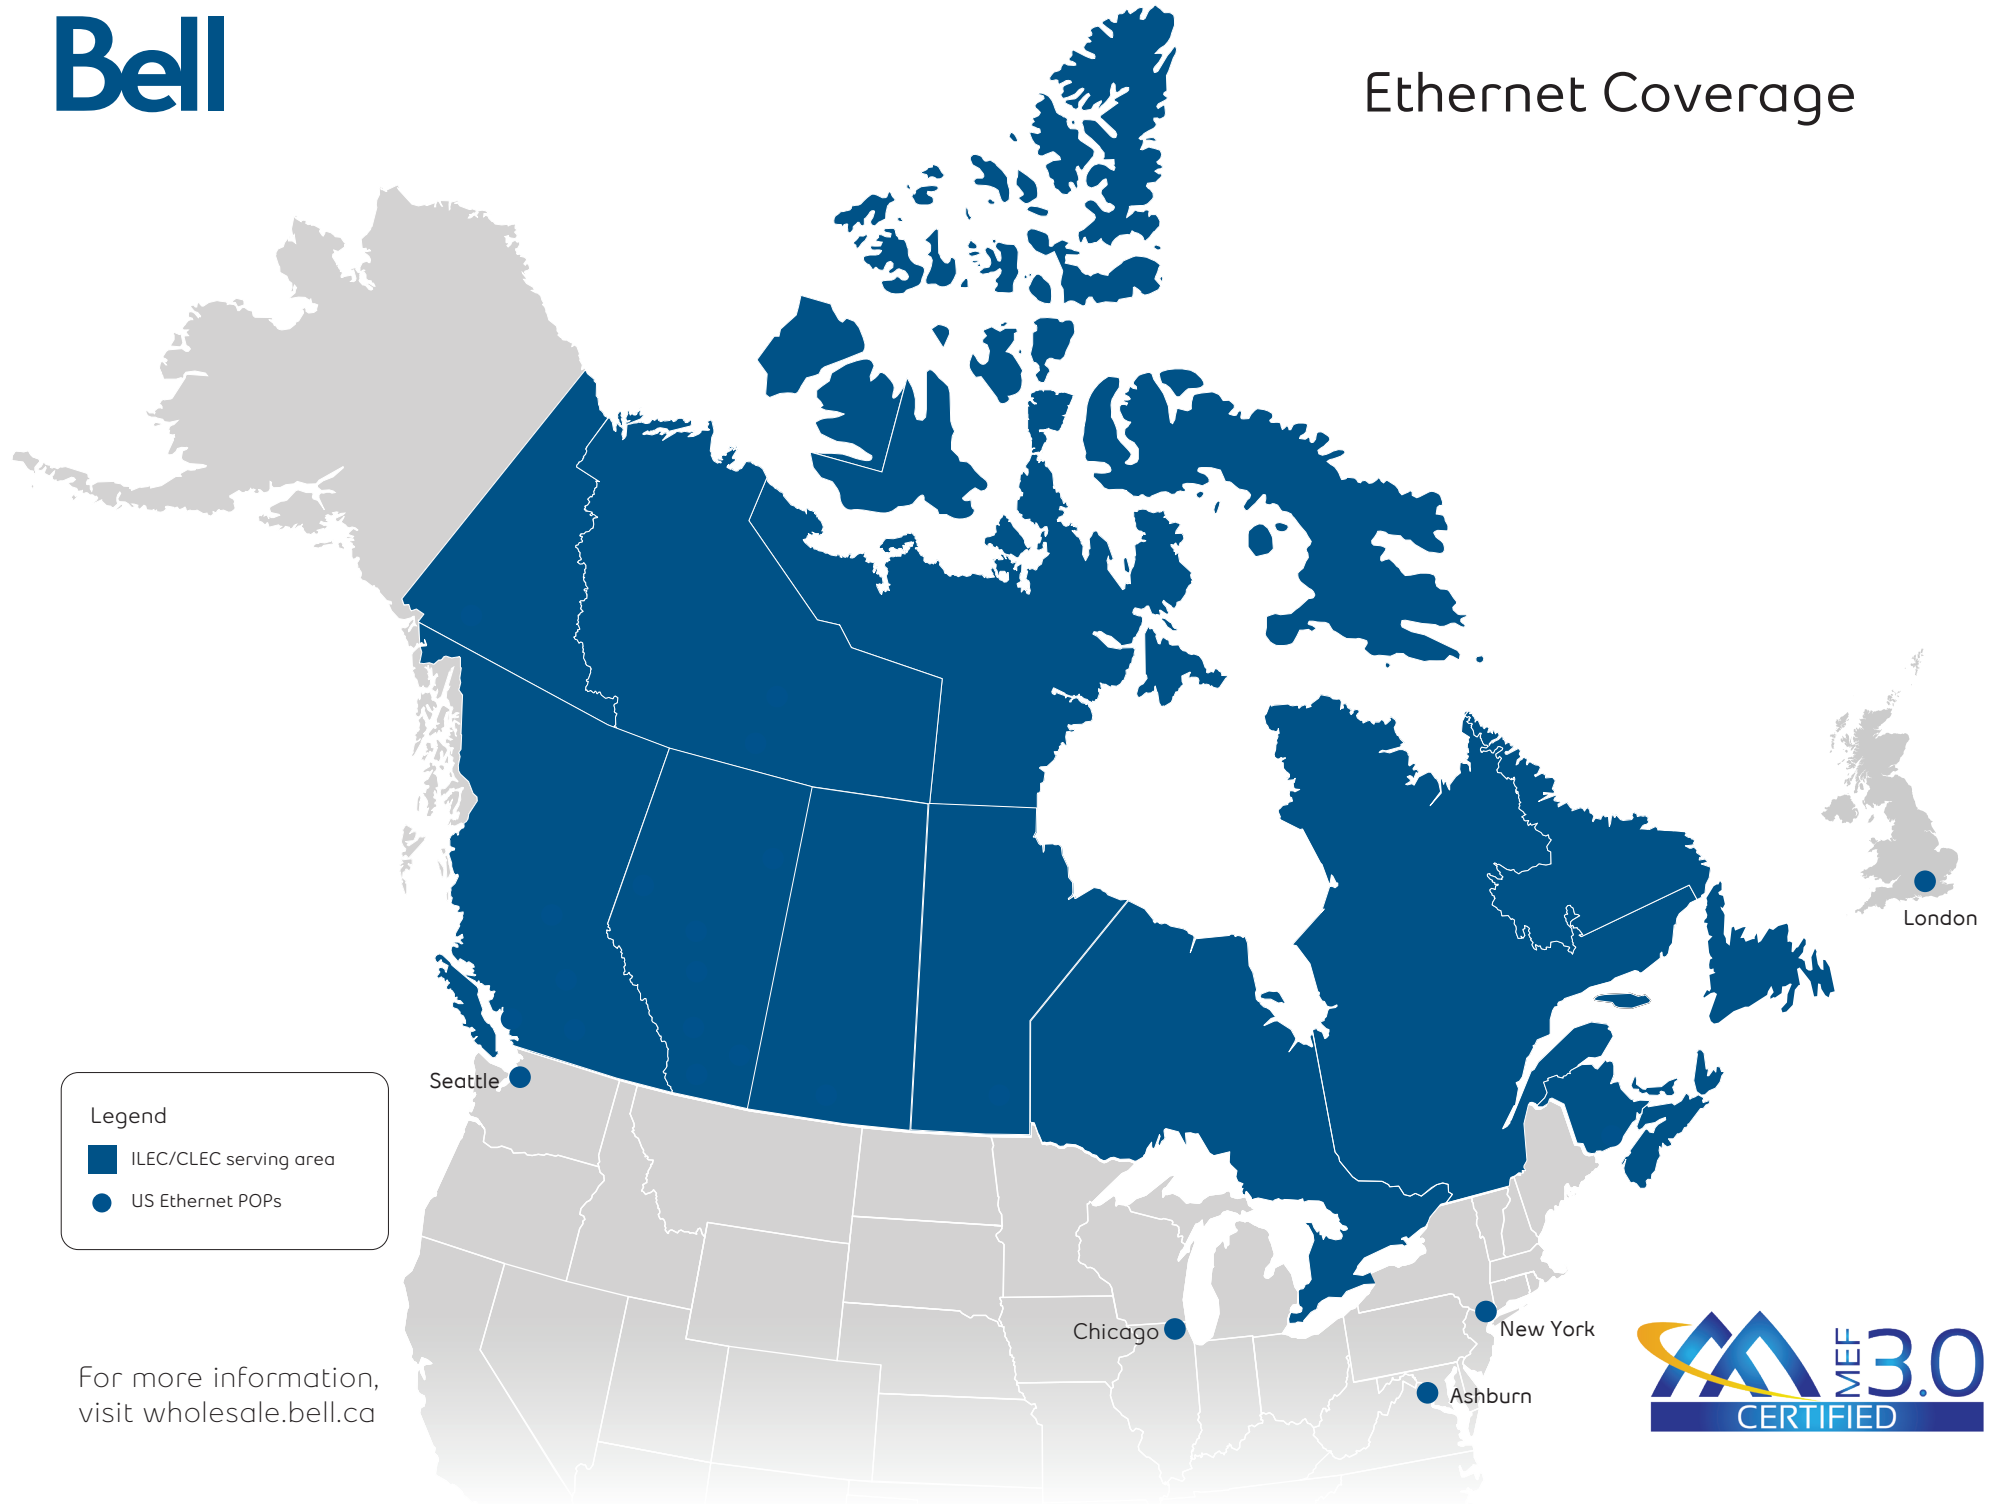 Bell
Ethernet Coverage
London
Seattle
Legend
ILEC/CLEC serving area
US Ethernet POPs
Chicago
New York
Ashburn
For more information,
visit wholesale.bell.ca
MEF 3.0
CERTIFIED